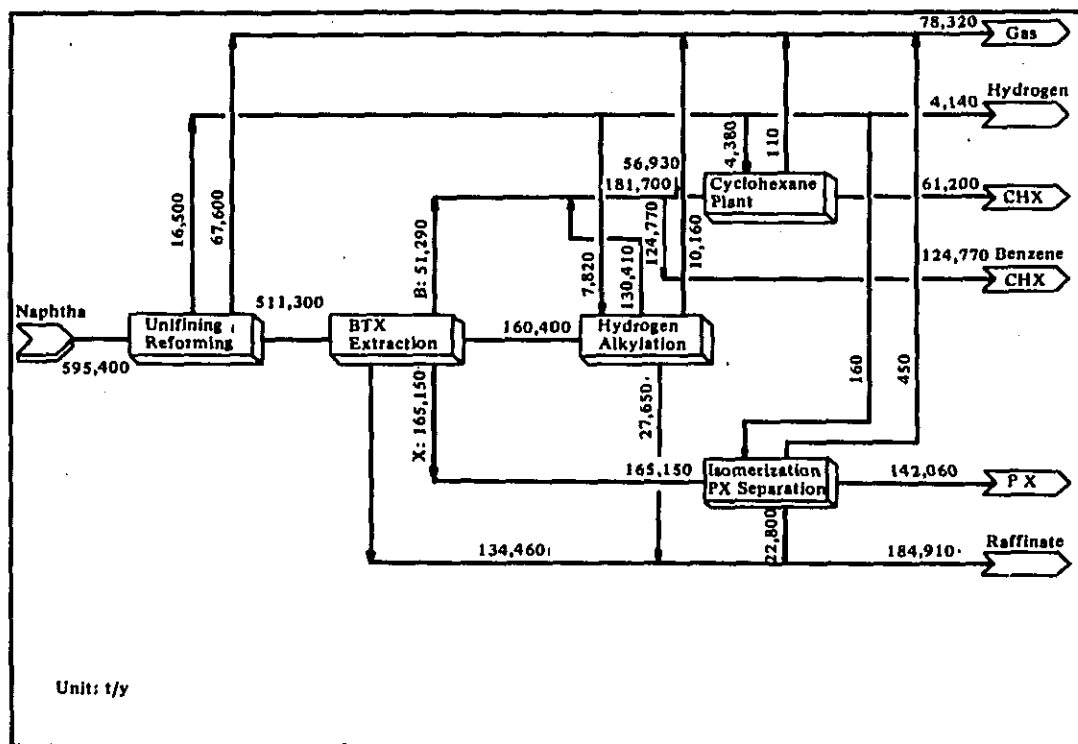 78,320
Gas
Hydrogen
4,140
16,500
67,600
4,380
110
56,930
181,700
Cyclohexane
Plant
61,200
CHX
B: 51,290
7,820
130,410
124,770
10,160
124,770
Benzene
CHX
Naphtha
595,400
Unifining
Reforming
511,300
BTX
Extraction
160,400
Hydrogen
Alkylation
160
450
X: 165,150
27,650
165,150
Isomerization
PX Separation
142,060
P X
134,460
22,800
184,910
Raffinate
Unit: t/y